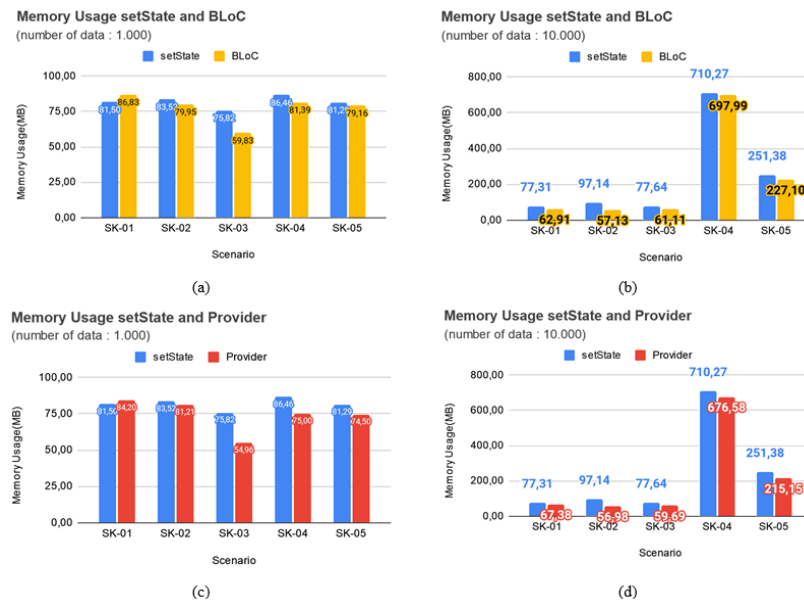 Memory Usage setState and BLoC
(number of data : 1.000)
setState BLoC
100,00
75,00
50,00
25,00
0,00
Memory Usage(MB)
81,50 86,83 83,52 79,95 75,82 59,83 86,46 81,39 81,29 79,16
SK-01 SK-02 SK-03 SK-04 SK-05
Scenario
(a)
Memory Usage setState and BLoC
(number of data : 10.000)
setState BLoC
800,00
600,00
400,00
200,00
0,00
Memory Usage(MB)
77,31 62,91 97,14 57,13 77,64 61,11 710,27 697,99 251,38 227,10
SK-01 SK-02 SK-03 SK-04 SK-05
Scenario
(b)
Memory Usage setState and Provider
(number of data : 1.000)
setState Provider
100,00
75,00
50,00
25,00
0,00
Memory Usage(MB)
81,50 84,20 83,52 81,21 75,82 54,96 86,46 75,00 81,29 74,50
SK-01 SK-02 SK-03 SK-04 SK-05
Scenario
(c)
Memory Usage setState and Provider
(number of data : 10.000)
setState Provider
800,00
600,00
400,00
200,00
0,00
Memory Usage(MB)
77,31 67,38 97,14 56,98 77,64 59,69 710,27 676,58 251,38 215,15
SK-01 SK-02 SK-03 SK-04 SK-05
Scenario
(d)